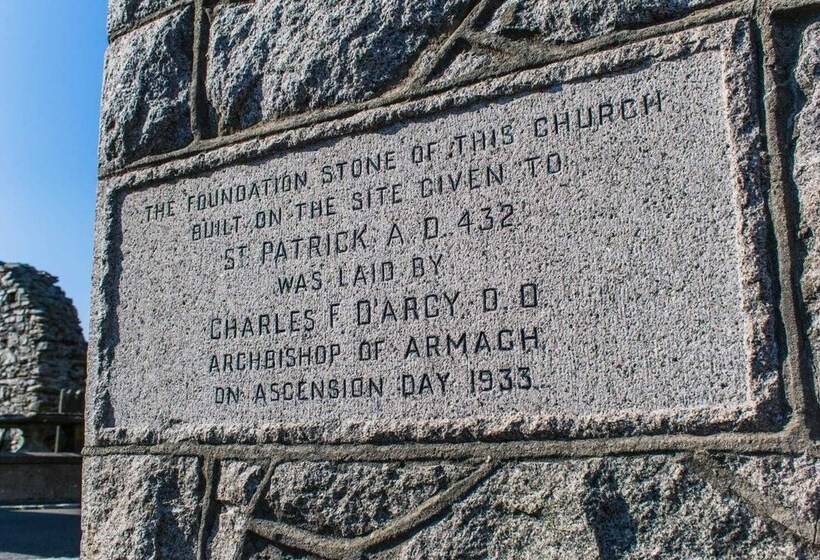 THE FOUNDATION STONE OF THIS CHURCH
BUILT ON THE SITE GIVEN TO
ST PATRICK A.D. 432
WAS LAID BY
CHARLES F. D'ARCY. D.D.
ARCHBISHOP OF ARMAGH.
ON ASCENSION DAY 1933.